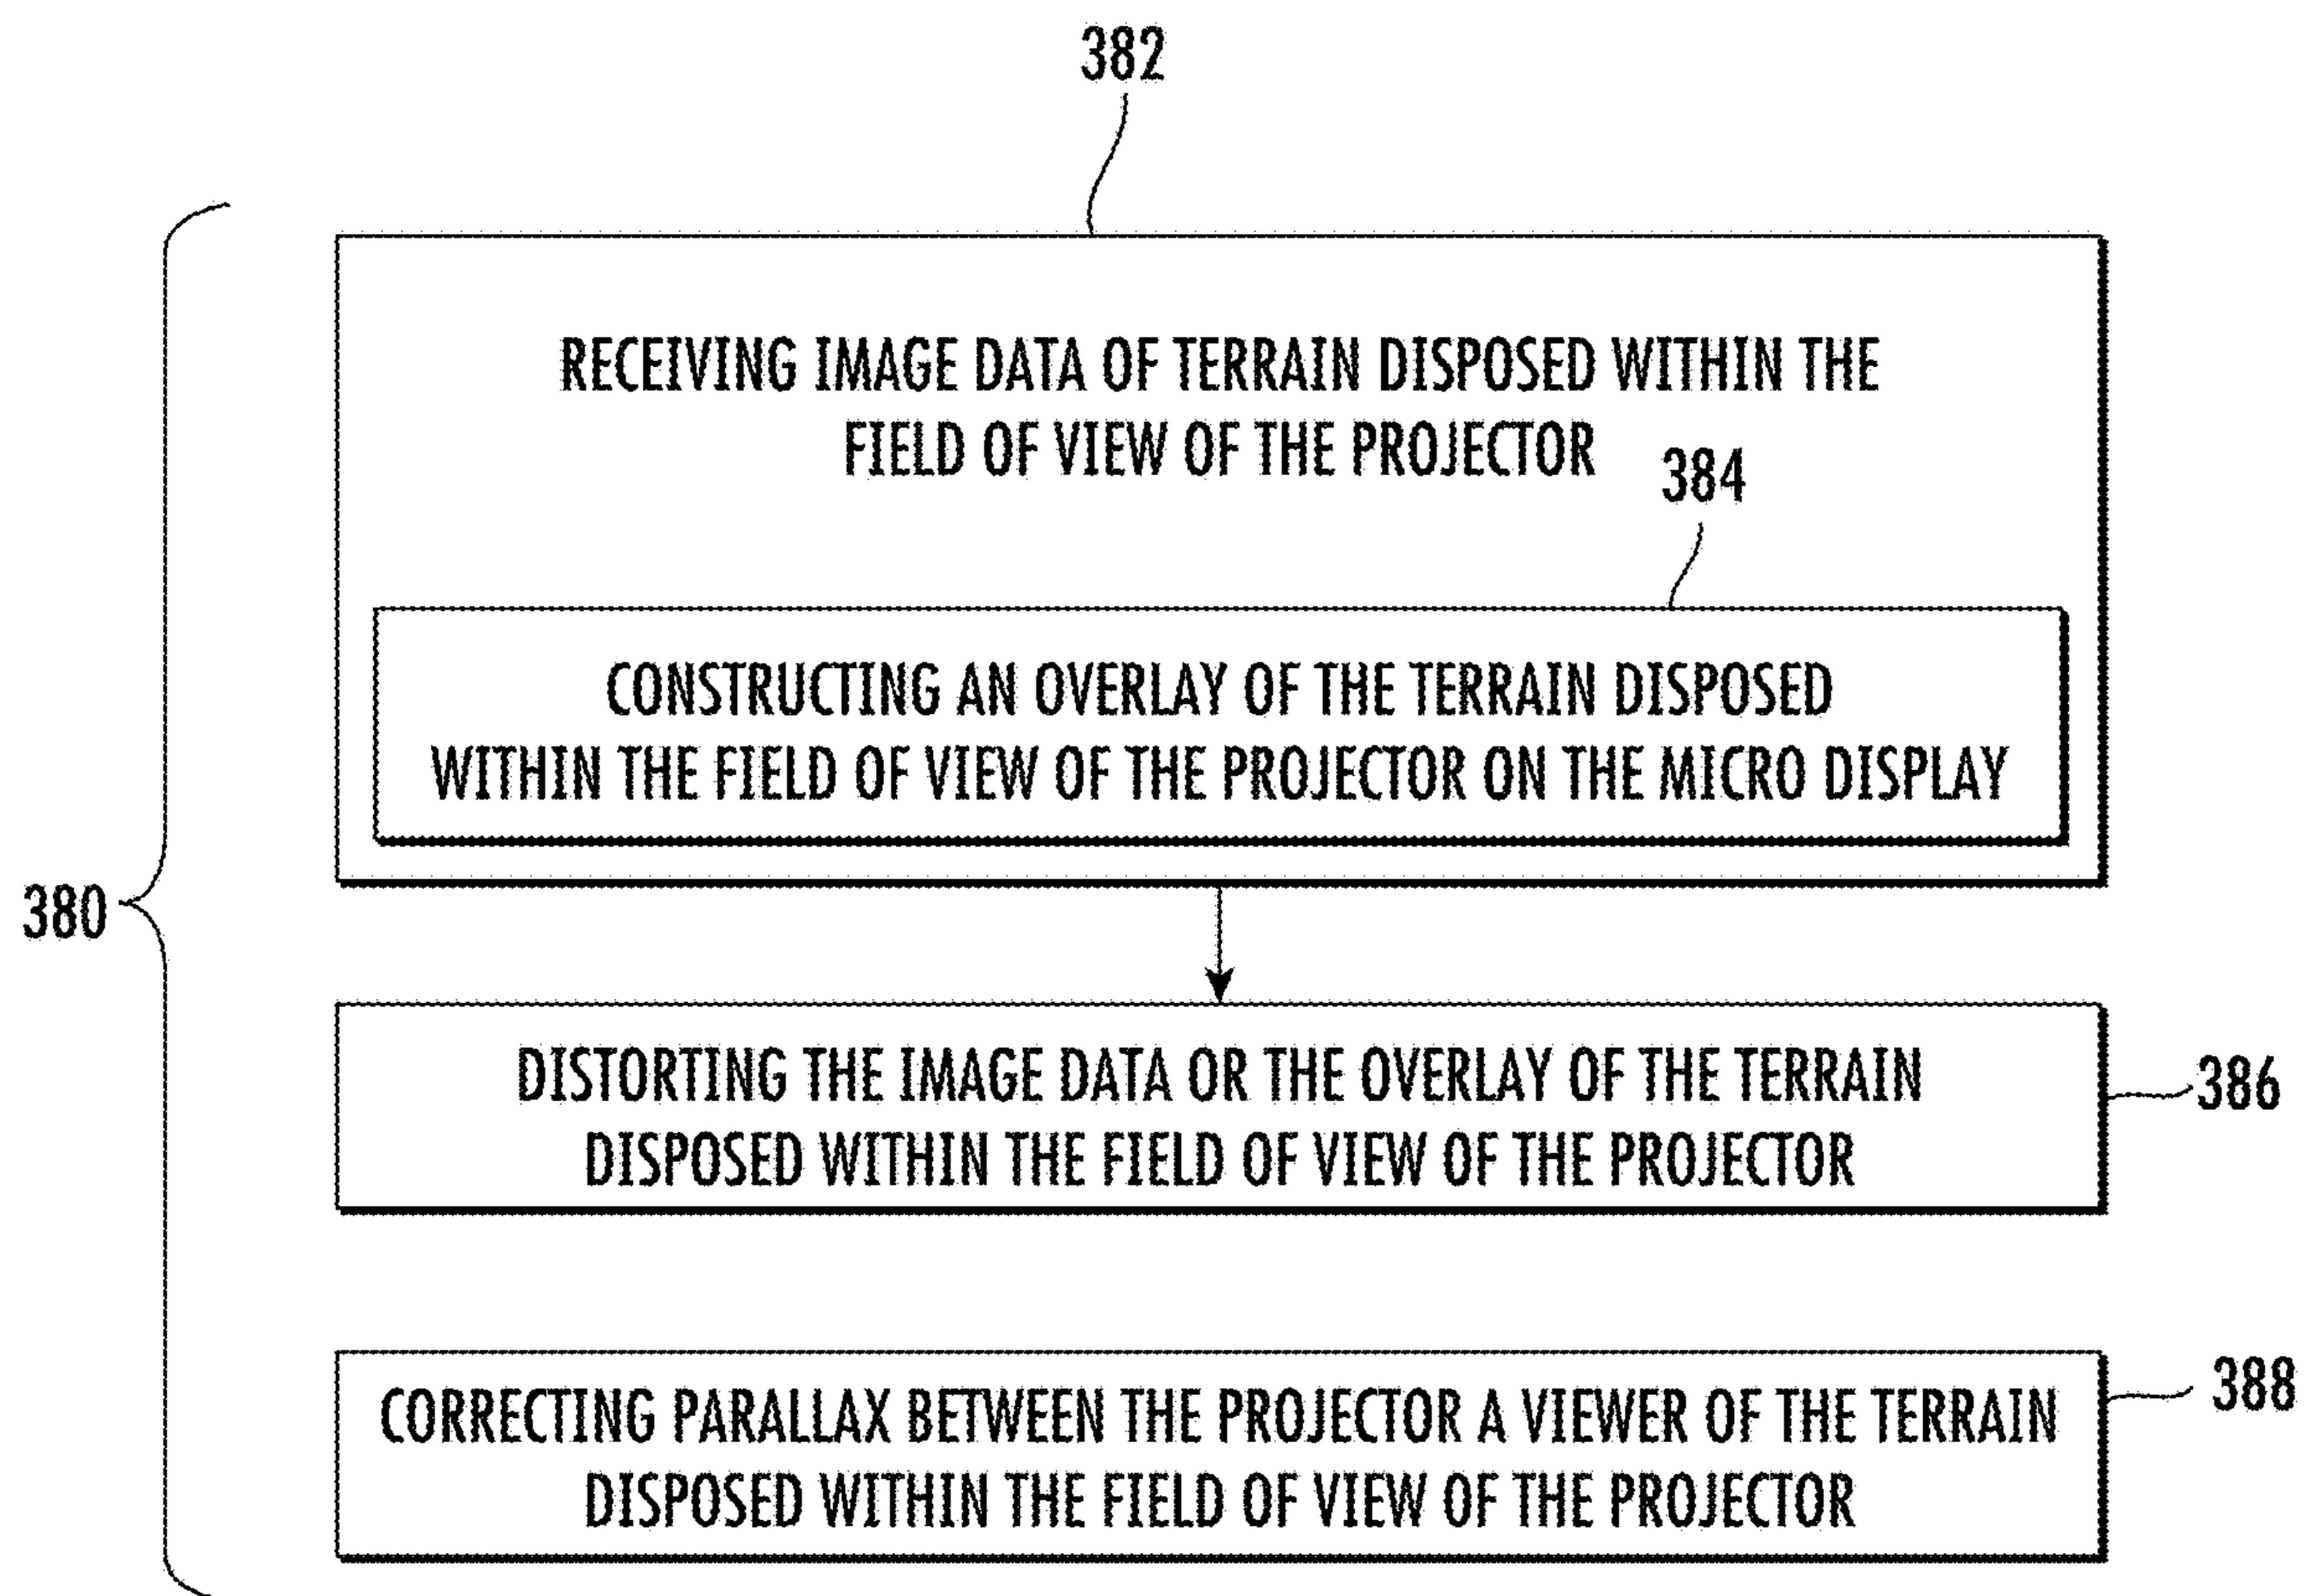 382
RECEIVING IMAGE DATA OF TERRAIN DISPOSED WITHIN THE
FIELD OF VIEW OF THE PROJECTOR
384
CONSTRUCTING AN OVERLAY OF THE TERRAIN DISPOSED
WITHIN THE FIELD OF VIEW OF THE PROJECTOR ON THE MICRO DISPLAY
380
DISTORTING THE IMAGE DATA OR THE OVERLAY OF THE TERRAIN
DISPOSED WITHIN THE FIELD OF VIEW OF THE PROJECTOR
386
CORRECTING PARALLAX BETWEEN THE PROJECTOR A VIEWER OF THE TERRAIN
DISPOSED WITHIN THE FIELD OF VIEW OF THE PROJECTOR
388